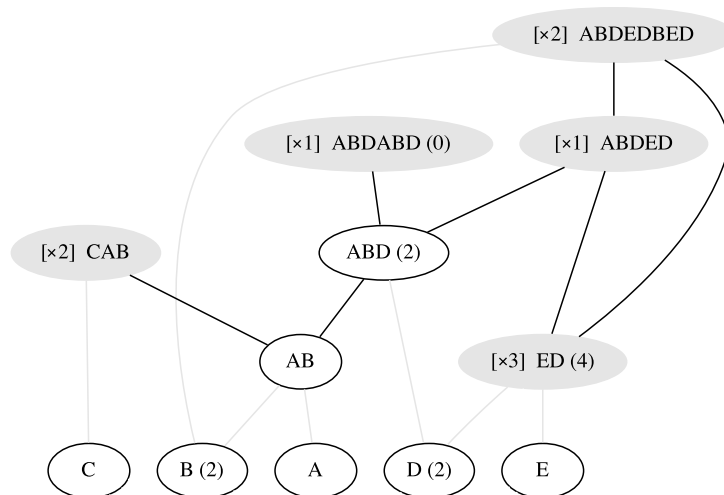 [×2] ABDEDBED
[×1] ABDABD (0)
[×1] ABDED
[×2] CAB
ABD (2)
AB
[×3] ED (4)
C
B (2)
A
D (2)
E